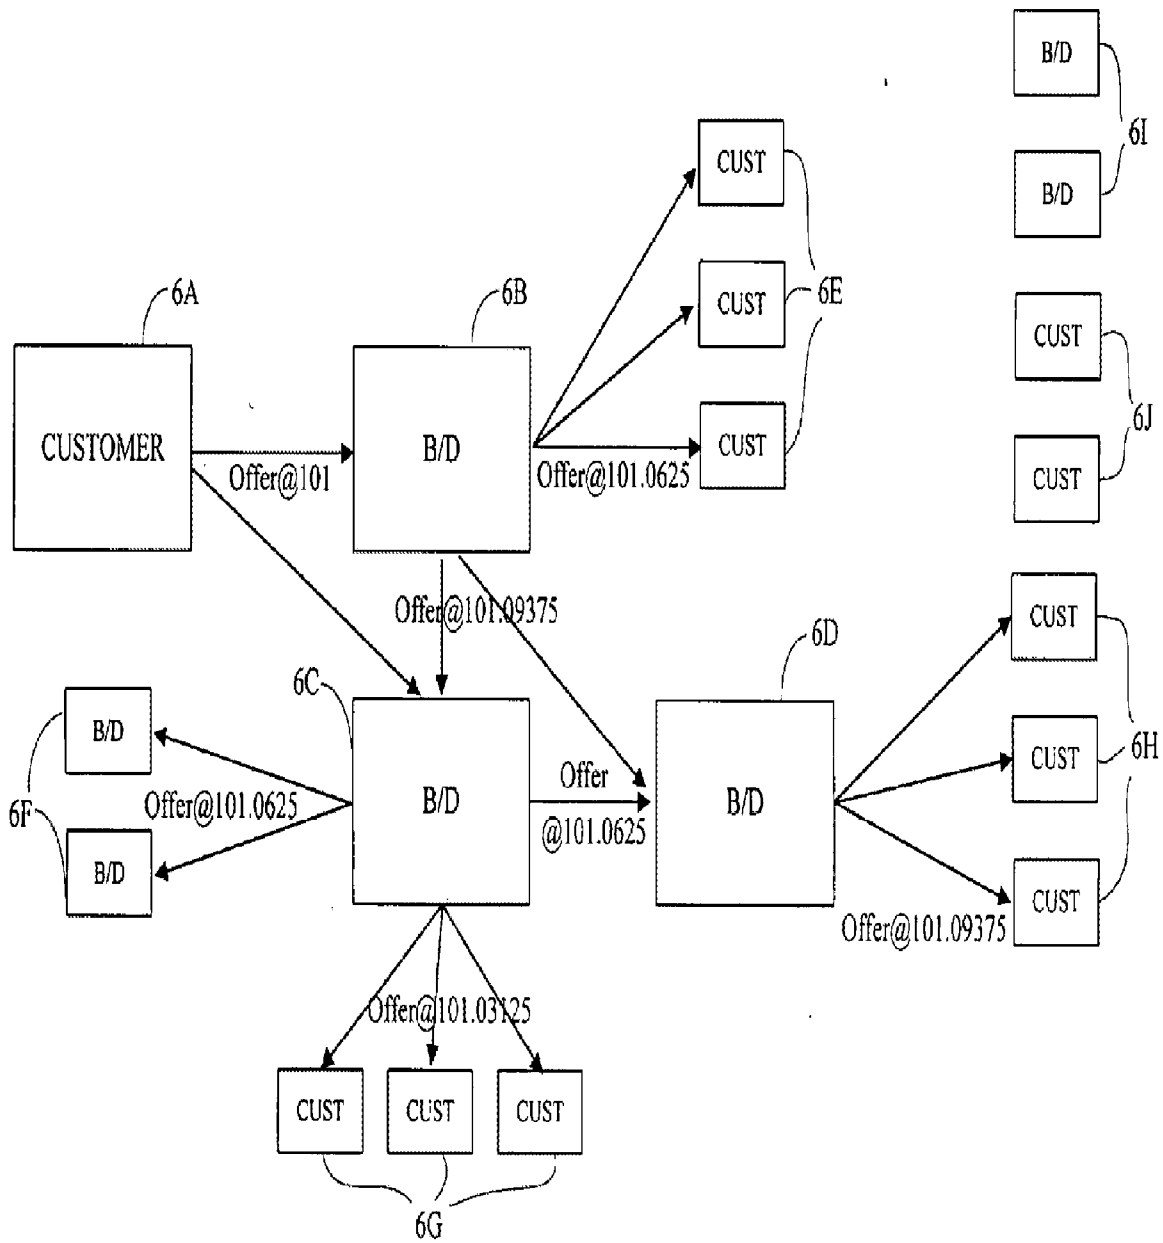 B/D
6I
CUST
B/D
6A
6B
CUST
6E
CUST
CUSTOMER
B/D
CUST
6J
Offer@101
Offer@101.0625
CUST
Offer@101.09375
CUST
6D
6C
B/D
B/D
Offer
B/D
CUST
6H
6F
Offer@101.0625
@101.0625
B/D
CUST
Offer@101.09375
Offer@101.03125
CUST
CUST
CUST
6G